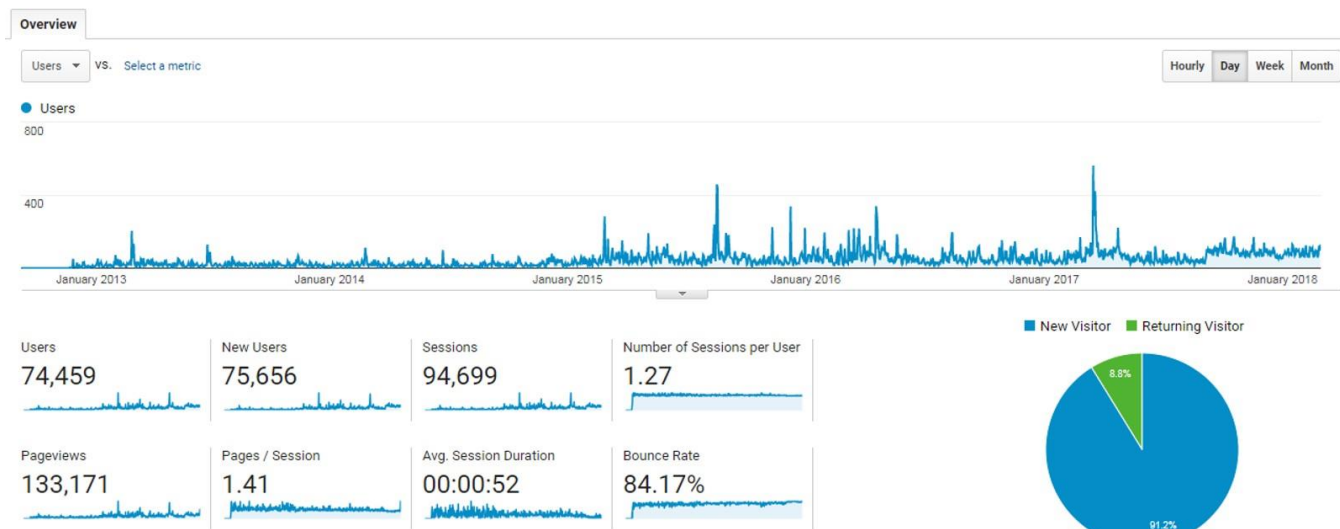 Overview
Users vs. Select a metric
Hourly Day Week Month
Users
800
400
January 2013 January 2014 January 2015 January 2016 January 2017 January 2018
New Visitor Returning Visitor
Users
74,459
New Users
75,656
Sessions
94,699
Number of Sessions per User
1.27
Pageviews
133,171
Pages / Session
1.41
Avg. Session Duration
00:00:52
Bounce Rate
84.17%
8.8%
91.2%